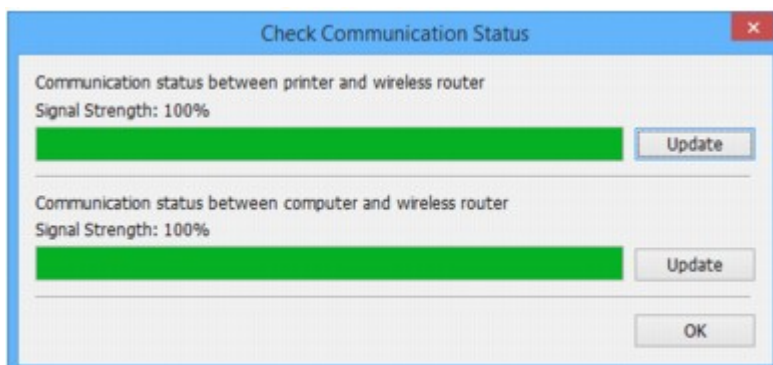 Check Communication Status
Communication status between printer and wireless router
Signal Strength: 100%
Update
Communication status between computer and wireless router
Signal Strength: 100%
Update
OK